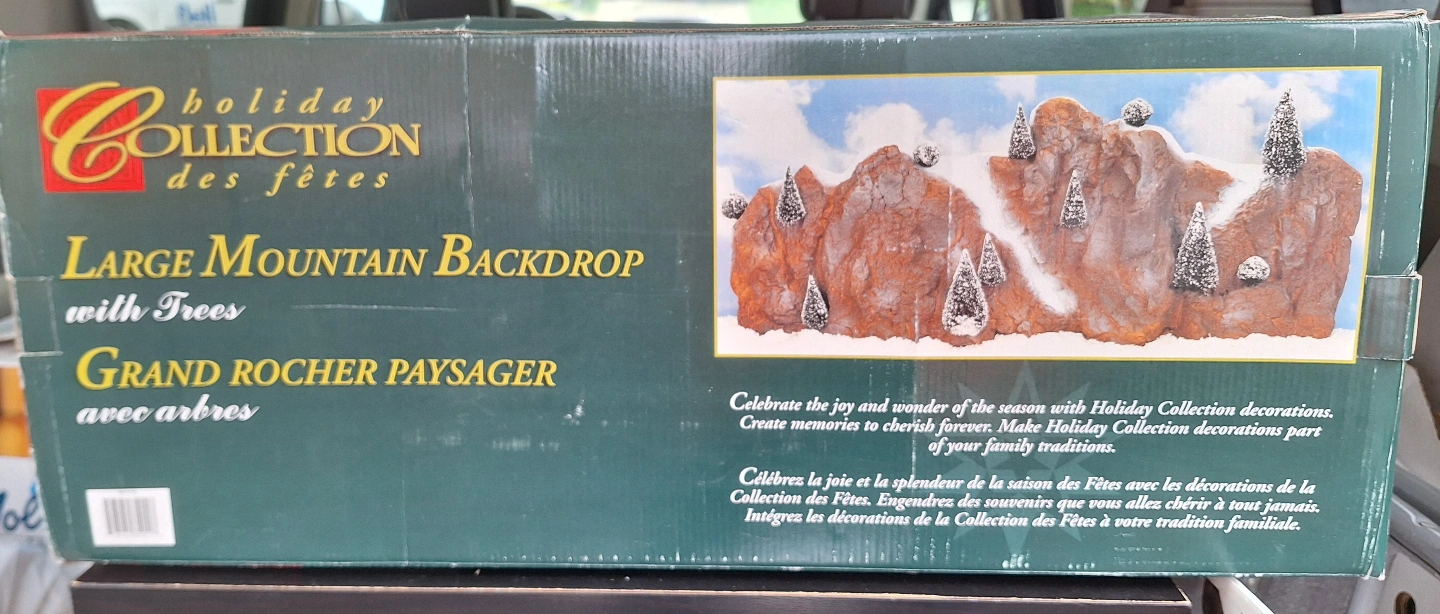 Bell
holiday
COLLECTION
des fêtes
LARGE MOUNTAIN BACKDROP
with Trees
GRAND ROCHER PAYSAGER
avec arbres
Celebrate the joy and wonder of the season with Holiday Collection decorations.
Create memories to cherish forever. Make Holiday Collection decorations part
of your family traditions.
Célébrez la joie et la splendeur de la saison des Fêtes avec les décorations de la
Collection des Fêtes. Engendrez des souvenirs que vous allez chérir à tout jamais.
Intégrez les décorations de la Collection des Fêtes à votre tradition familiale.